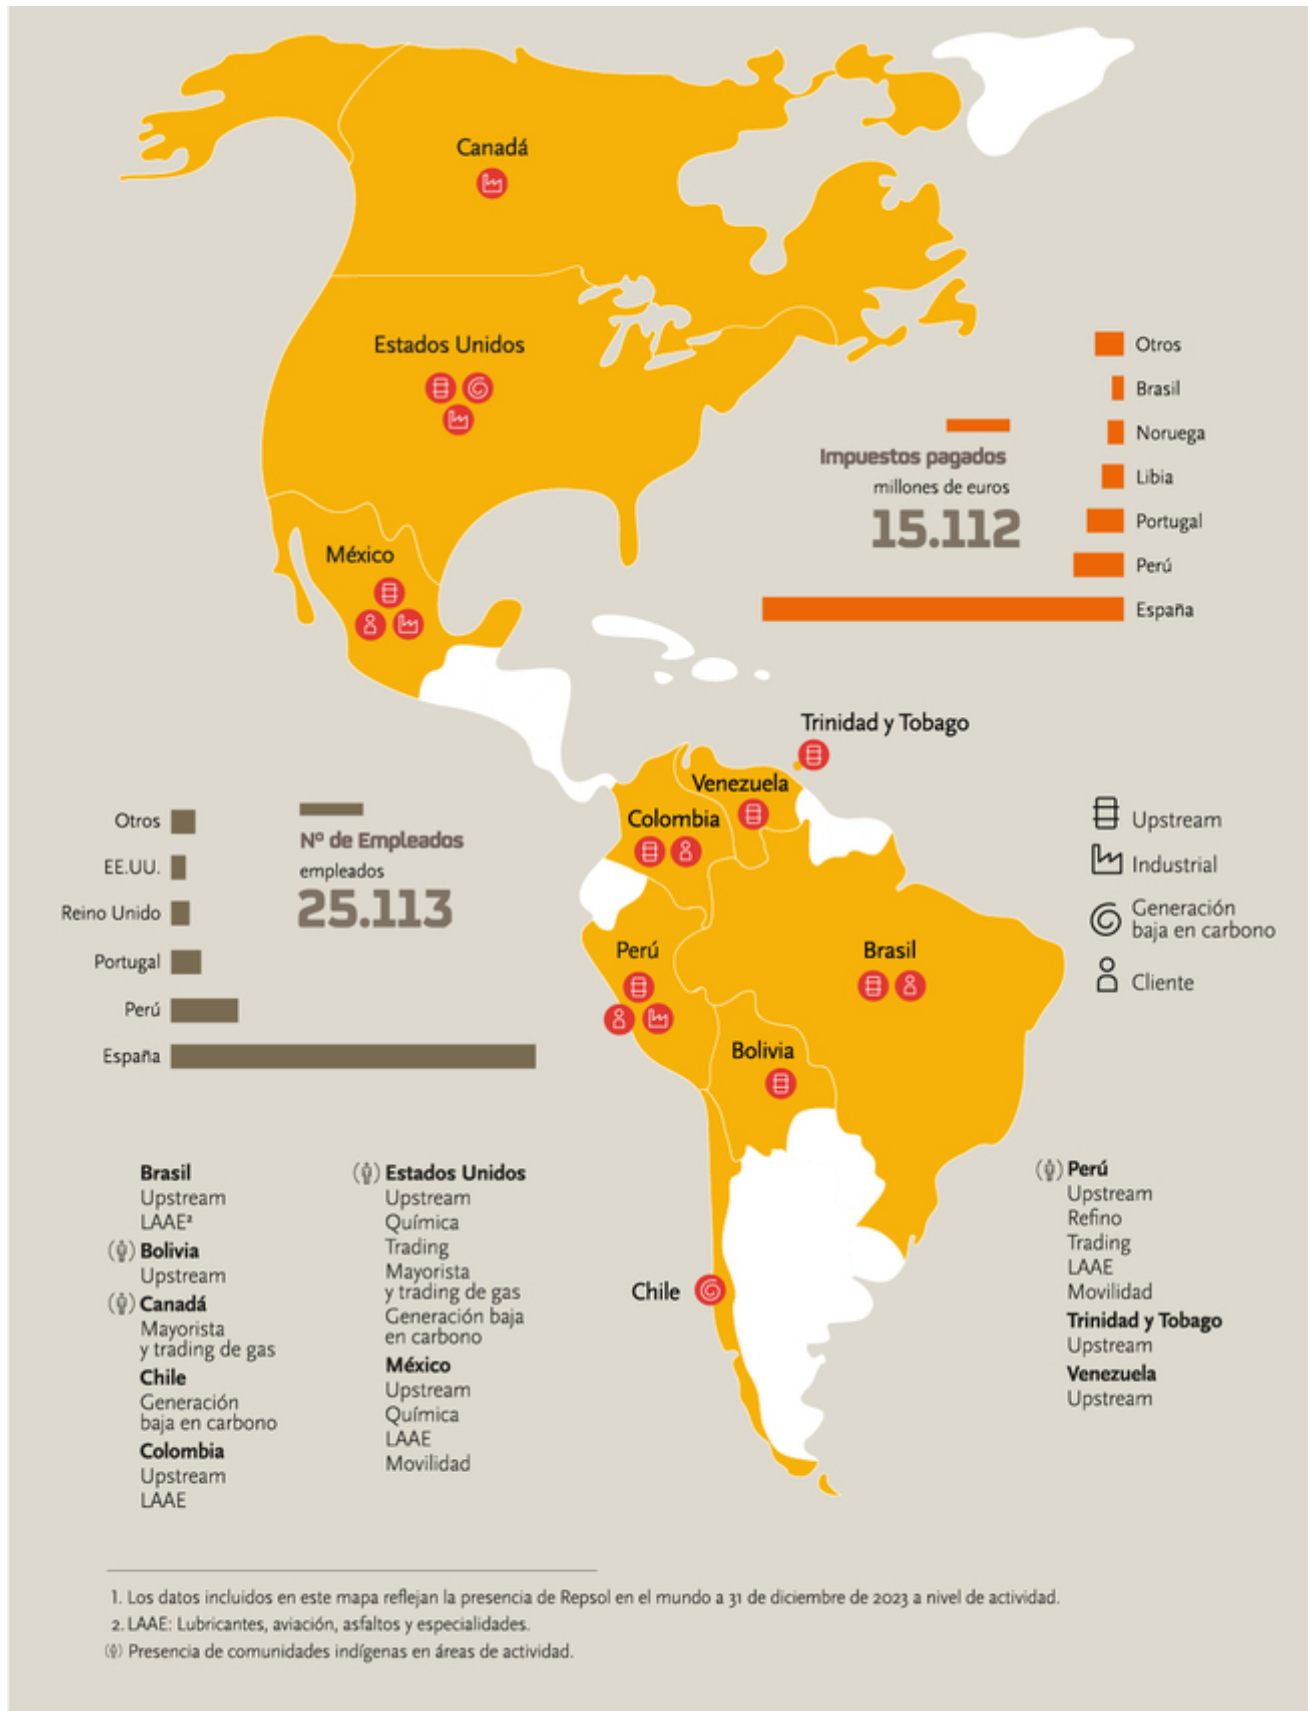 Canadá
Estados Unidos
México
Impuestos pagados
millones de euros
15.112
Otros
Brasil
Noruega
Libia
Portugal
Perú
España
Trinidad y Tobago
Venezuela
Colombia
Perú
Brasil
Bolivia
Chile
Nº de Empleados
empleados
25.113
Otros
EE.UU.
Reino Unido
Portugal
Perú
España
Upstream
Industrial
Generación
baja en carbono
Cliente
Brasil
Upstream
LAAE²
Bolivia
Upstream
Canadá
Mayorista
y trading de gas
Chile
Generación
baja en carbono
Colombia
Upstream
LAAE
Estados Unidos
Upstream
Química
Trading
Mayorista
y trading de gas
Generación baja
en carbono
México
Upstream
Química
LAAE
Movilidad
Perú
Upstream
Refino
Trading
LAAE
Movilidad
Trinidad y Tobago
Upstream
Venezuela
Upstream
1. Los datos incluidos en este mapa reflejan la presencia de Repsol en el mundo a 31 de diciembre de 2023 a nivel de actividad.
2. LAAE: Lubricantes, aviación, asfaltos y especialidades.
Presencia de comunidades indígenas en áreas de actividad.